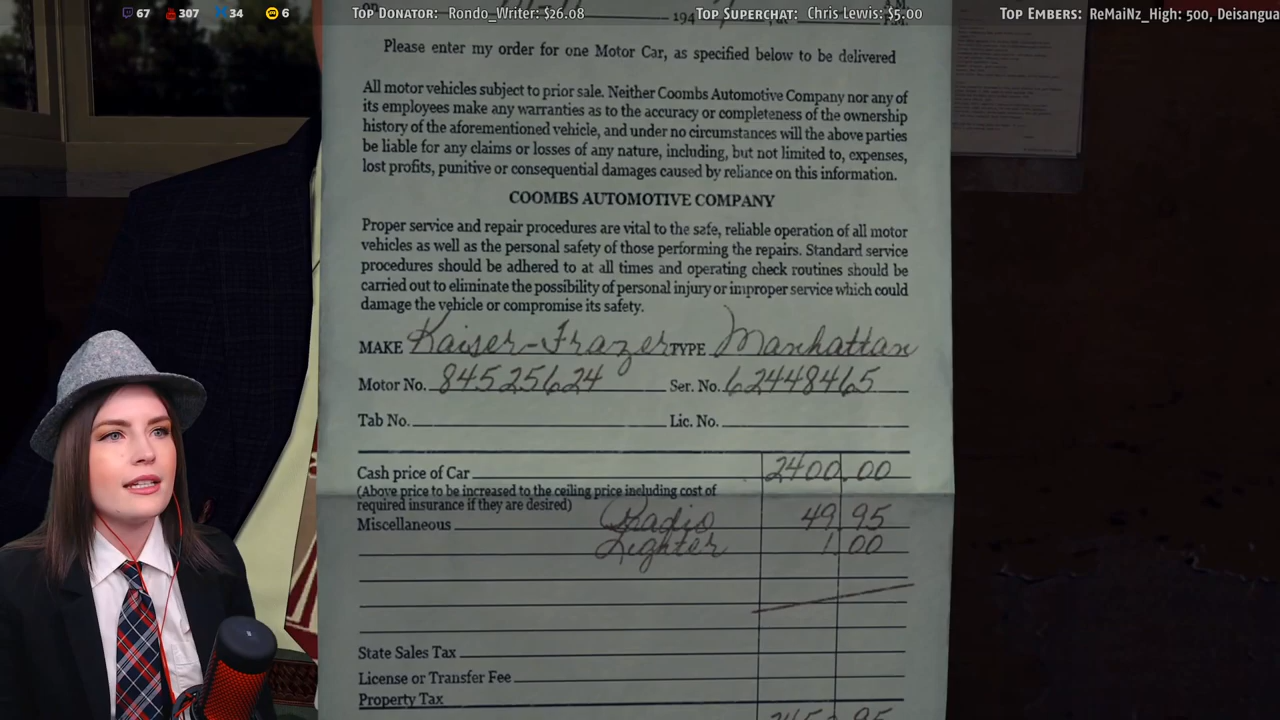 67 307 34 6 Top Donator: Rondo_Writer: $26.08 Top Superchat: Chris Lewis: $5.00 Top Embers: ReMaiNz_High: 500, Deisangua
194
Please enter my order for one Motor Car, as specified below to be delivered
All motor vehicles subject to prior sale. Neither Coombs Automotive Company nor any of
its employees make any warranties as to the accuracy or completeness of the ownership
history of the aforementioned vehicle, and under no circumstances will the above parties
be liable for any claims or losses of any nature, including, but not limited to, expenses,
lost profits, punitive or consequential damages caused by reliance on this information.
COOMBS AUTOMOTIVE COMPANY
Proper service and repair procedures are vital to the safe, reliable operation of all motor
vehicles as well as the personal safety of those performing the repairs. Standard service
procedures should be adhered to at all times and operating check routines should be
carried out to eliminate the possibility of personal injury or improper service which could
damage the vehicle or compromise its safety.
MAKE Kaiser-Frazer TYPE Manhattan
Motor No. 84525624 Ser. No. 62448465
Tab No. Lic. No.
Cash price of Car 2400.00
(Above price to be increased to the ceiling price including cost of
required insurance if they are desired)
Miscellaneous Radio 49.95
Lighter 1.00
State Sales Tax
License or Transfer Fee
Property Tax